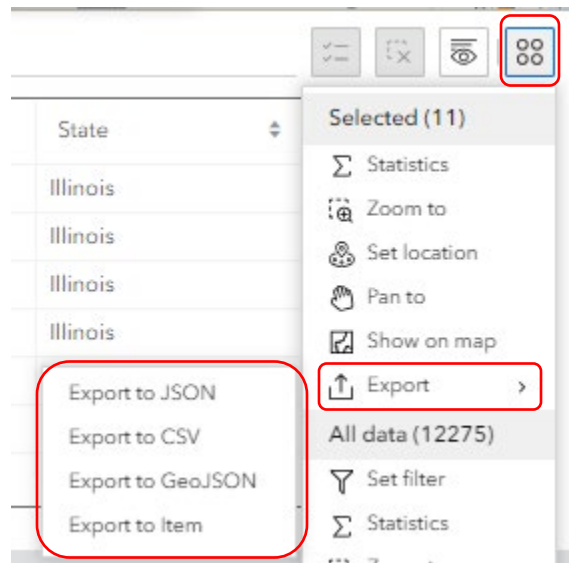 State
Illinois
Illinois
Illinois
Illinois
Export to JSON
Export to CSV
Export to GeoJSON
Export to Item
Selected (11)
Statistics
Zoom to
Set location
Pan to
Show on map
Export
All data (12275)
Set filter
Statistics